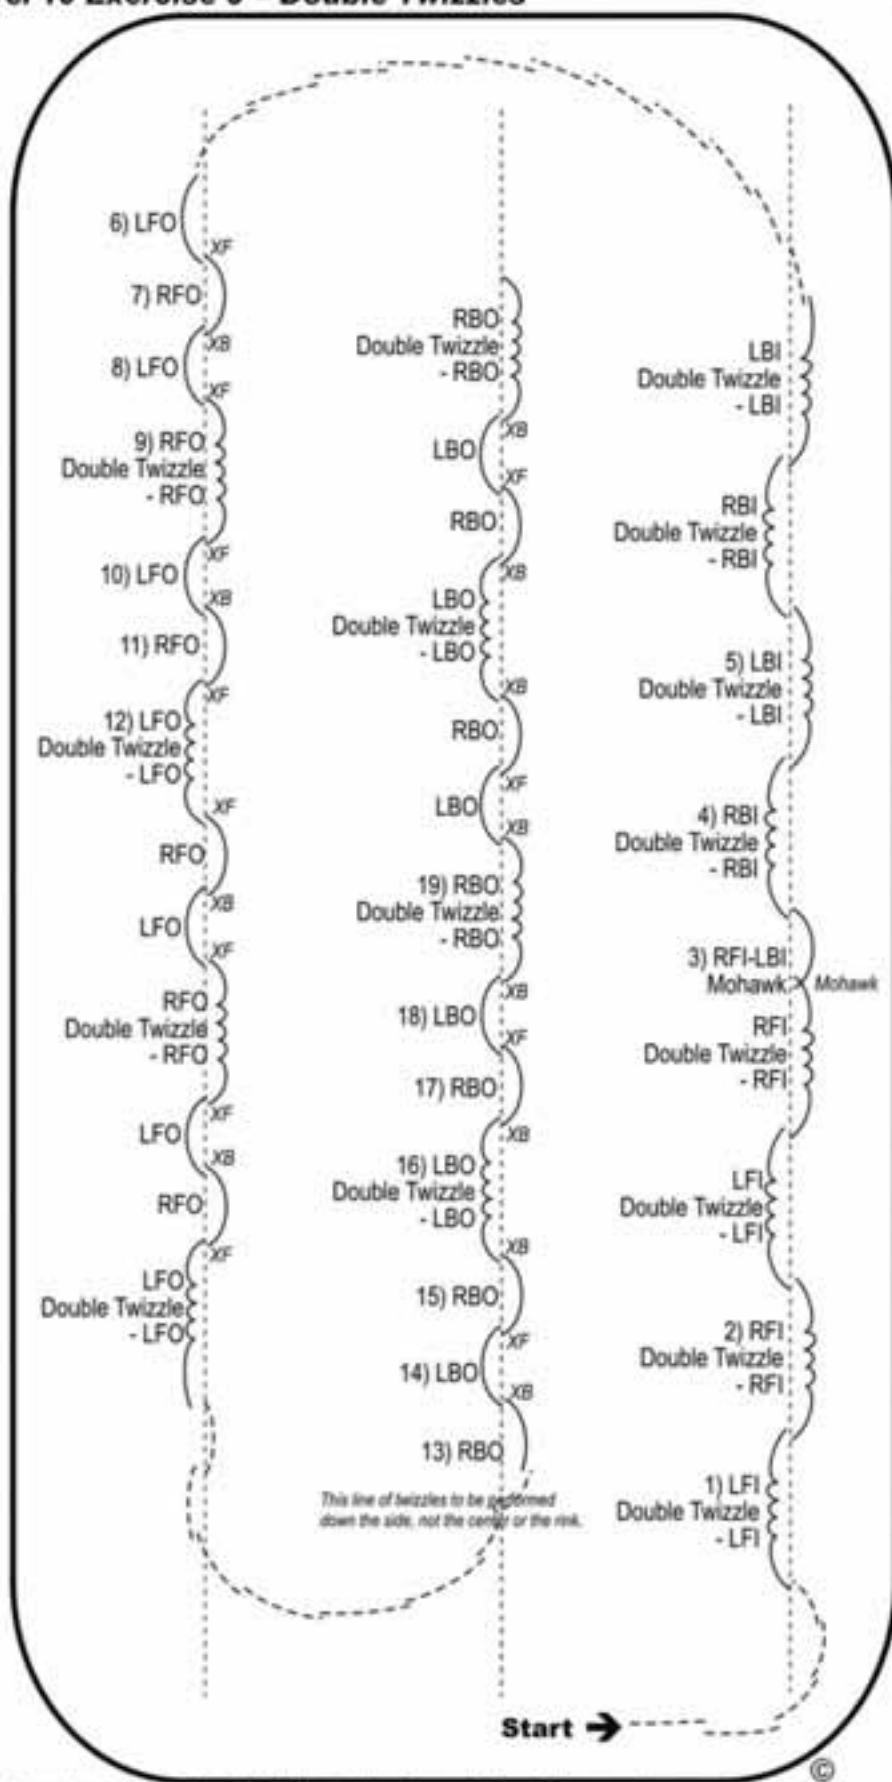 Exercise
Double Twizzles
6) LFO
XF
7) RFO
XB
8) LFO
XF
9) RFO
Double Twizzle
- RFO
XF
10) LFO
XB
11) RFO
XF
12) LFO
Double Twizzle
- LFO
XF
RFO
XB
LFO
XF
RFO
Double Twizzle
- RFO
XF
LFO
XB
RFO
XF
LFO
Double Twizzle
- LFO
RBO
Double Twizzle
- RBO
XB
LBO
XF
RBO
XB
LBO
Double Twizzle
- LBO
XB
RBO
XF
LBO
XB
19) RBO
Double Twizzle
- RBO
XB
18) LBO
XF
17) RBO
XB
16) LBO
Double Twizzle
- LBO
XB
15) RBO
XF
14) LBO
XB
13) RBO
This line of twizzles to be performed
down the side, not the center or the rink.
LBI
Double Twizzle
- LBI
RBI
Double Twizzle
- RBI
5) LBI
Double Twizzle
- LBI
4) RBI
Double Twizzle
- RBI
3) RFI-LBI
Mohawk
Mohawk
RFI
Double Twizzle
- RFI
LFI
Double Twizzle
- LFI
2) RFI
Double Twizzle
- RFI
1) LFI
Double Twizzle
- LFI
Start ➔
©